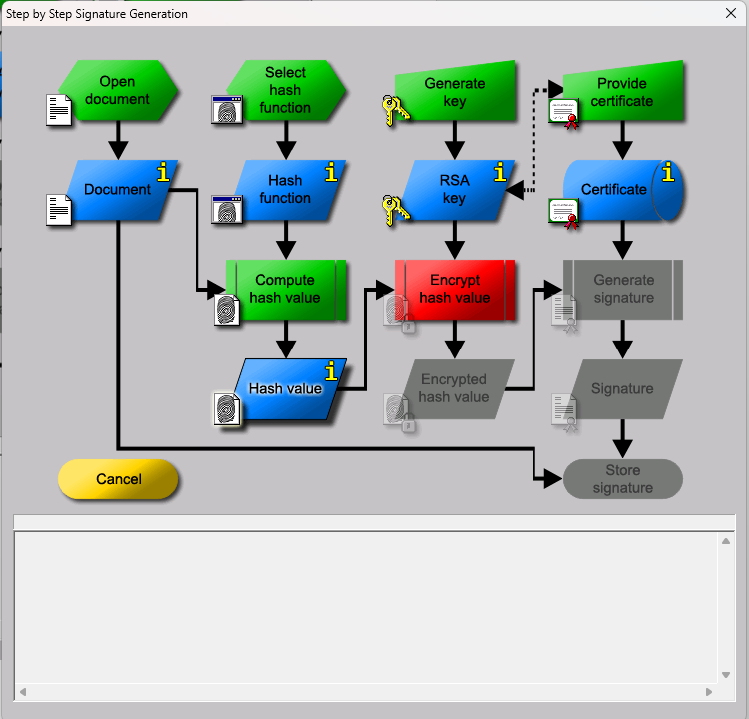 Step by Step Signature Generation
Open
document
Select
hash
function
Generate
key
Provide
certificate
Document
i
Hash
function
i
RSA
key
i
Certificate
i
Compute
hash value
Encrypt
hash value
Generate
signature
Hash value
i
Encrypted
hash value
Signature
Cancel
Store
signature